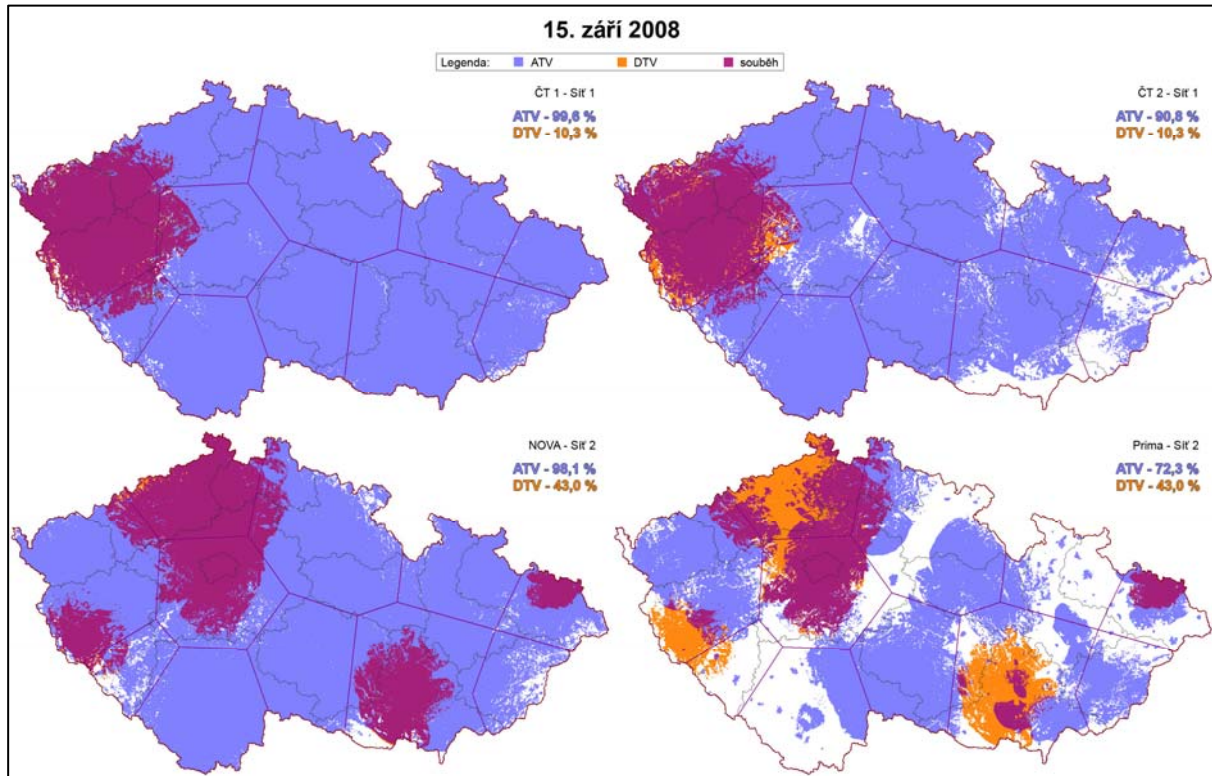 15. září 2008
Legenda: ATV DTV souběh
ČT 1 - Síť 1
ATV - 99,6 %
DTV - 10,3 %
ČT 2 - Síť 1
ATV - 90,8 %
DTV - 10,3 %
NOVA - Síť 2
ATV - 98,1 %
DTV - 43,0 %
Prima - Síť 2
ATV - 72,3 %
DTV - 43,0 %